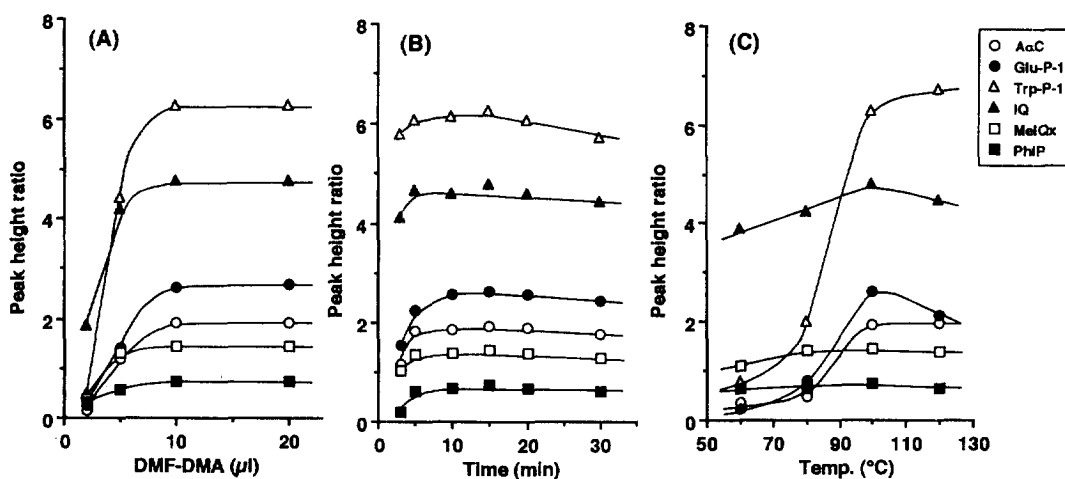 (A)
Peak height ratio
8
6
4
2
0
0
10
20
DMF-DMA (µl)
(B)
Peak height ratio
8
6
4
2
0
0
10
20
30
Time (min)
(C)
Peak height ratio
8
6
4
2
0
50
70
90
110
130
Temp. (°C)
AαC
Glu-P-1
Trp-P-1
IQ
MeIQx
PhIP